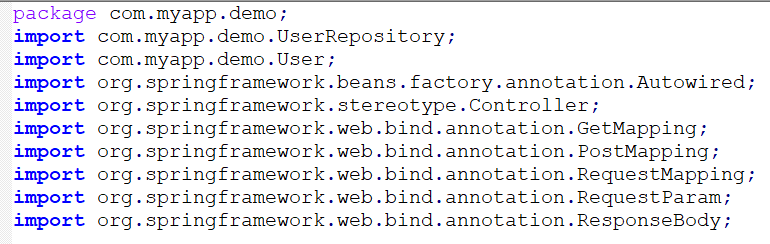 package com.myapp.demo;
import com.myapp.demo.UserRepository;
import com.myapp.demo.User;
import org.springframework.beans.factory.annotation.Autowired;
import org.springframework.stereotype.Controller;
import org.springframework.web.bind.annotation.GetMapping;
import org.springframework.web.bind.annotation.PostMapping;
import org.springframework.web.bind.annotation.RequestMapping;
import org.springframework.web.bind.annotation.RequestParam;
import org.springframework.web.bind.annotation.ResponseBody;